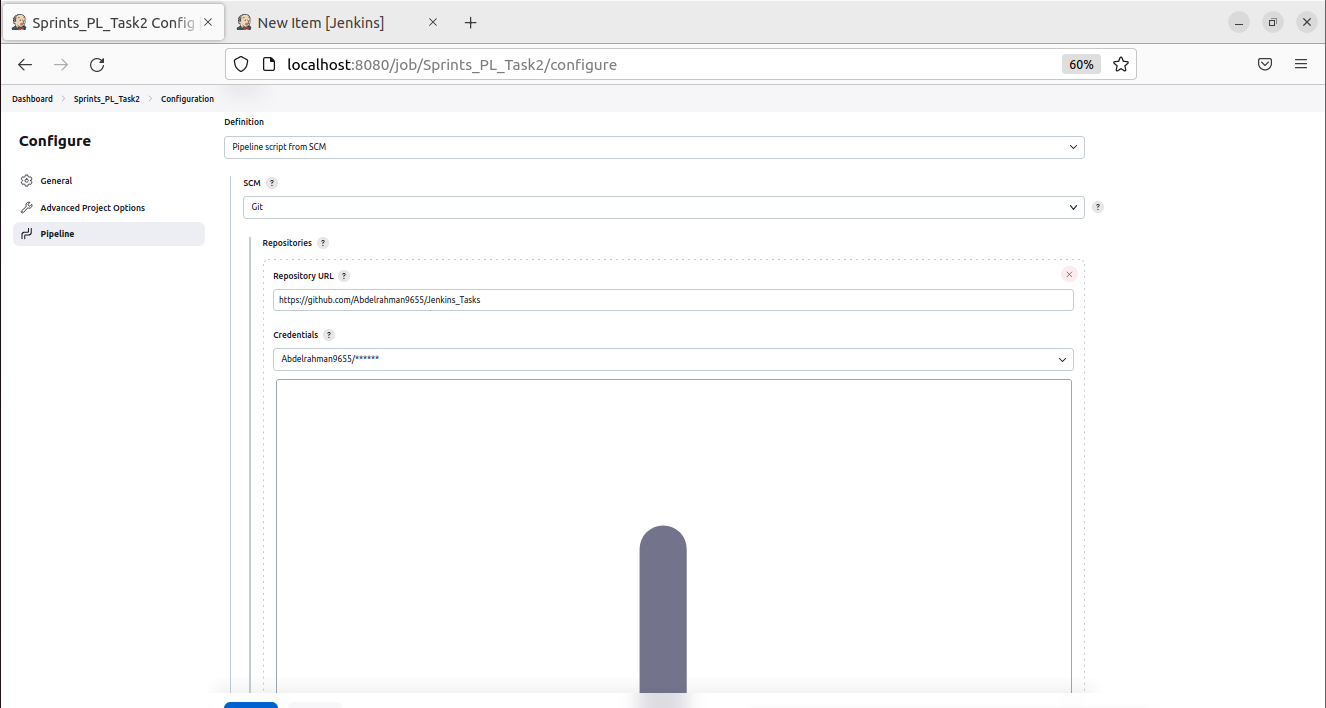 Sprints_PL_Task2 Config
New Item [Jenkins]
localhost:8080/job/Sprints_PL_Task2/configure
60%
Dashboard
Sprints_PL_Task2
Configuration
Configure
General
Advanced Project Options
Pipeline
Definition
Pipeline script from SCM
SCM ?
Git
?
Repositories ?
Repository URL ?
https://github.com/Abdelrahman9655/Jenkins_Tasks
Credentials ?
Abdelrahman9655/******